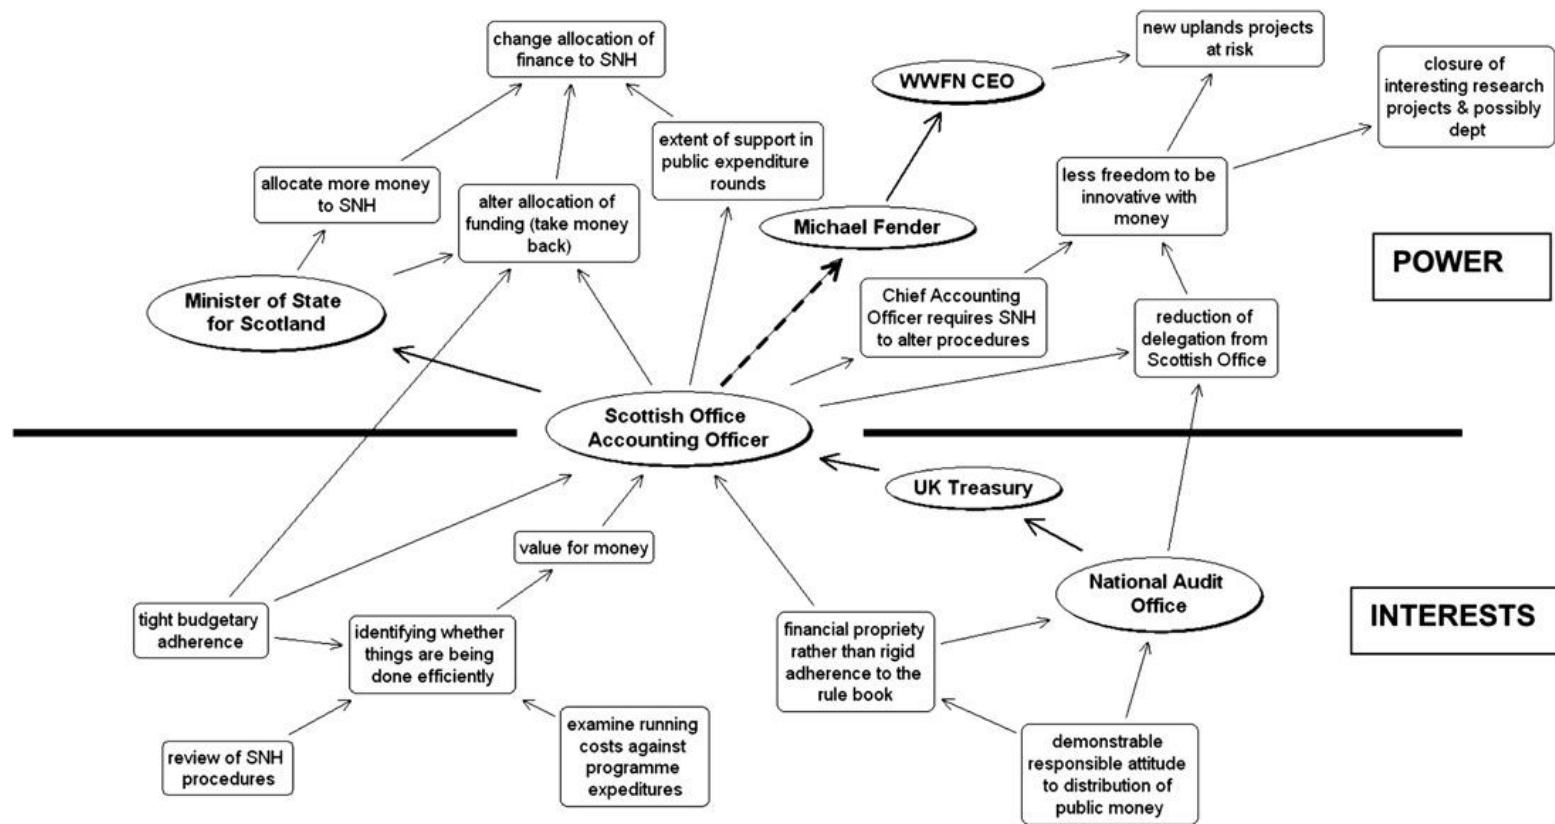 change allocation of
finance to SNH
new uplands projects
at risk
WWFN CEO
closure of
interesting research
projects & possibly
dept
extent of support in
public expenditure
rounds
allocate more money
to SNH
alter allocation of
funding (take money
back)
less freedom to be
innovative with
money
Michael Fender
POWER
Minister of State
for Scotland
Chief Accounting
Officer requires SNH
to alter procedures
reduction of
delegation from
Scottish Office
Scottish Office
Accounting Officer
UK Treasury
value for money
National Audit
Office
INTERESTS
tight budgetary
adherence
identifying whether
things are being
done efficiently
financial propriety
rather than rigid
adherence to the
rule book
review of SNH
procedures
examine running
costs against
programme
expeditures
demonstrable
responsible attitude
to distribution of
public money